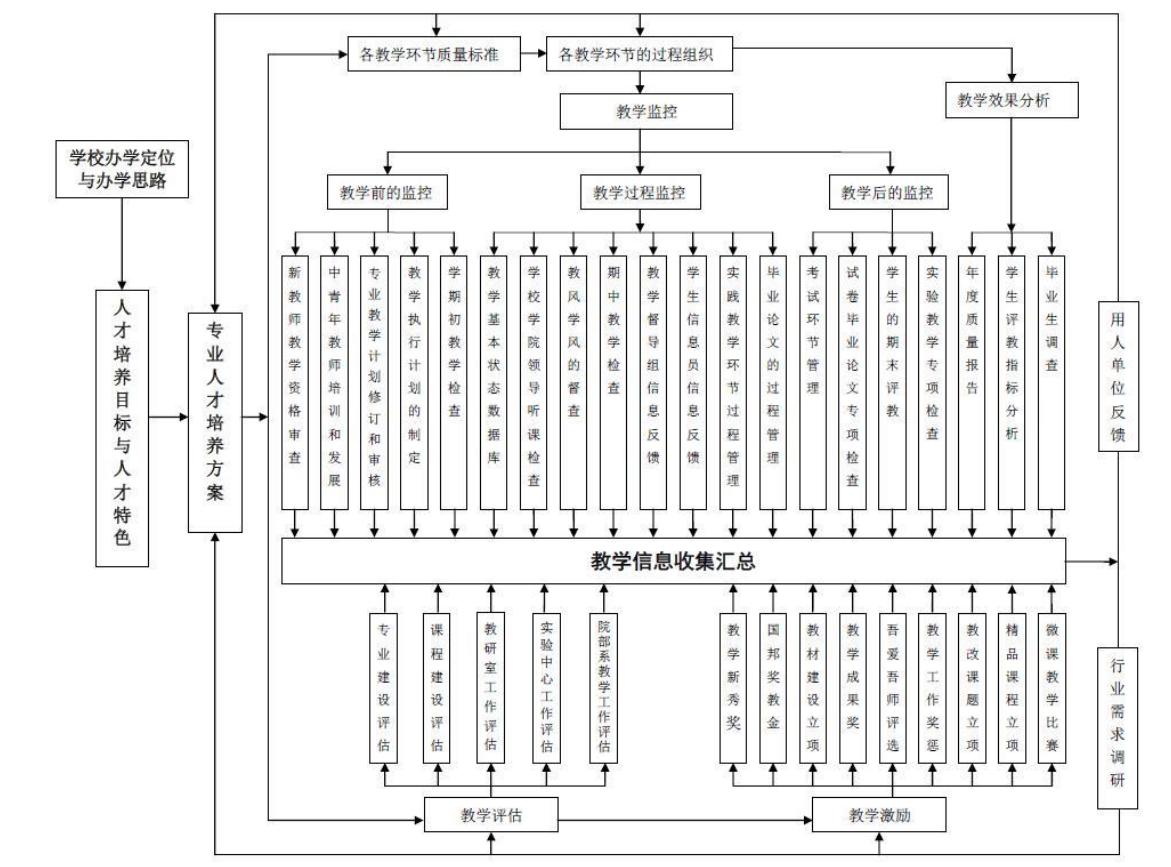 各教学环节质量标准
各教学环节的过程组织
教学监控
教学效果分析
学校办学定位
与办学思路
教学前的监控
教学过程监控
教学后的监控
人才培养目标与人才特色
专业人才培养方案
新教师教学资格审查
中青年教师培训和发展
专业教学计划修订和审核
教学执行计划的制定
学期初教学检查
教学基本状态数据库
学校学院领导听课检查
教风学风的督查
期中教学检查
教学督导组信息反馈
学生信息员信息反馈
实践教学环节过程管理
毕业论文的过程管理
考试环节管理
试卷毕业论文专项检查
学生的期末评教
实验教学专项检查
年度质量报告
学生评教指标分析
毕业生调查
用人单位反馈
教学信息收集汇总
专业建设评估
课程建设评估
教研室工作评估
实验中心工作评估
院部系教学工作评估
教学新秀奖
国邦奖教金
教材建设立项
教学成果奖
吾爱吾师评选
教学工作奖惩
教改课题立项
精品课程立项
微课教学比赛
行业需求调研
教学评估
教学激励